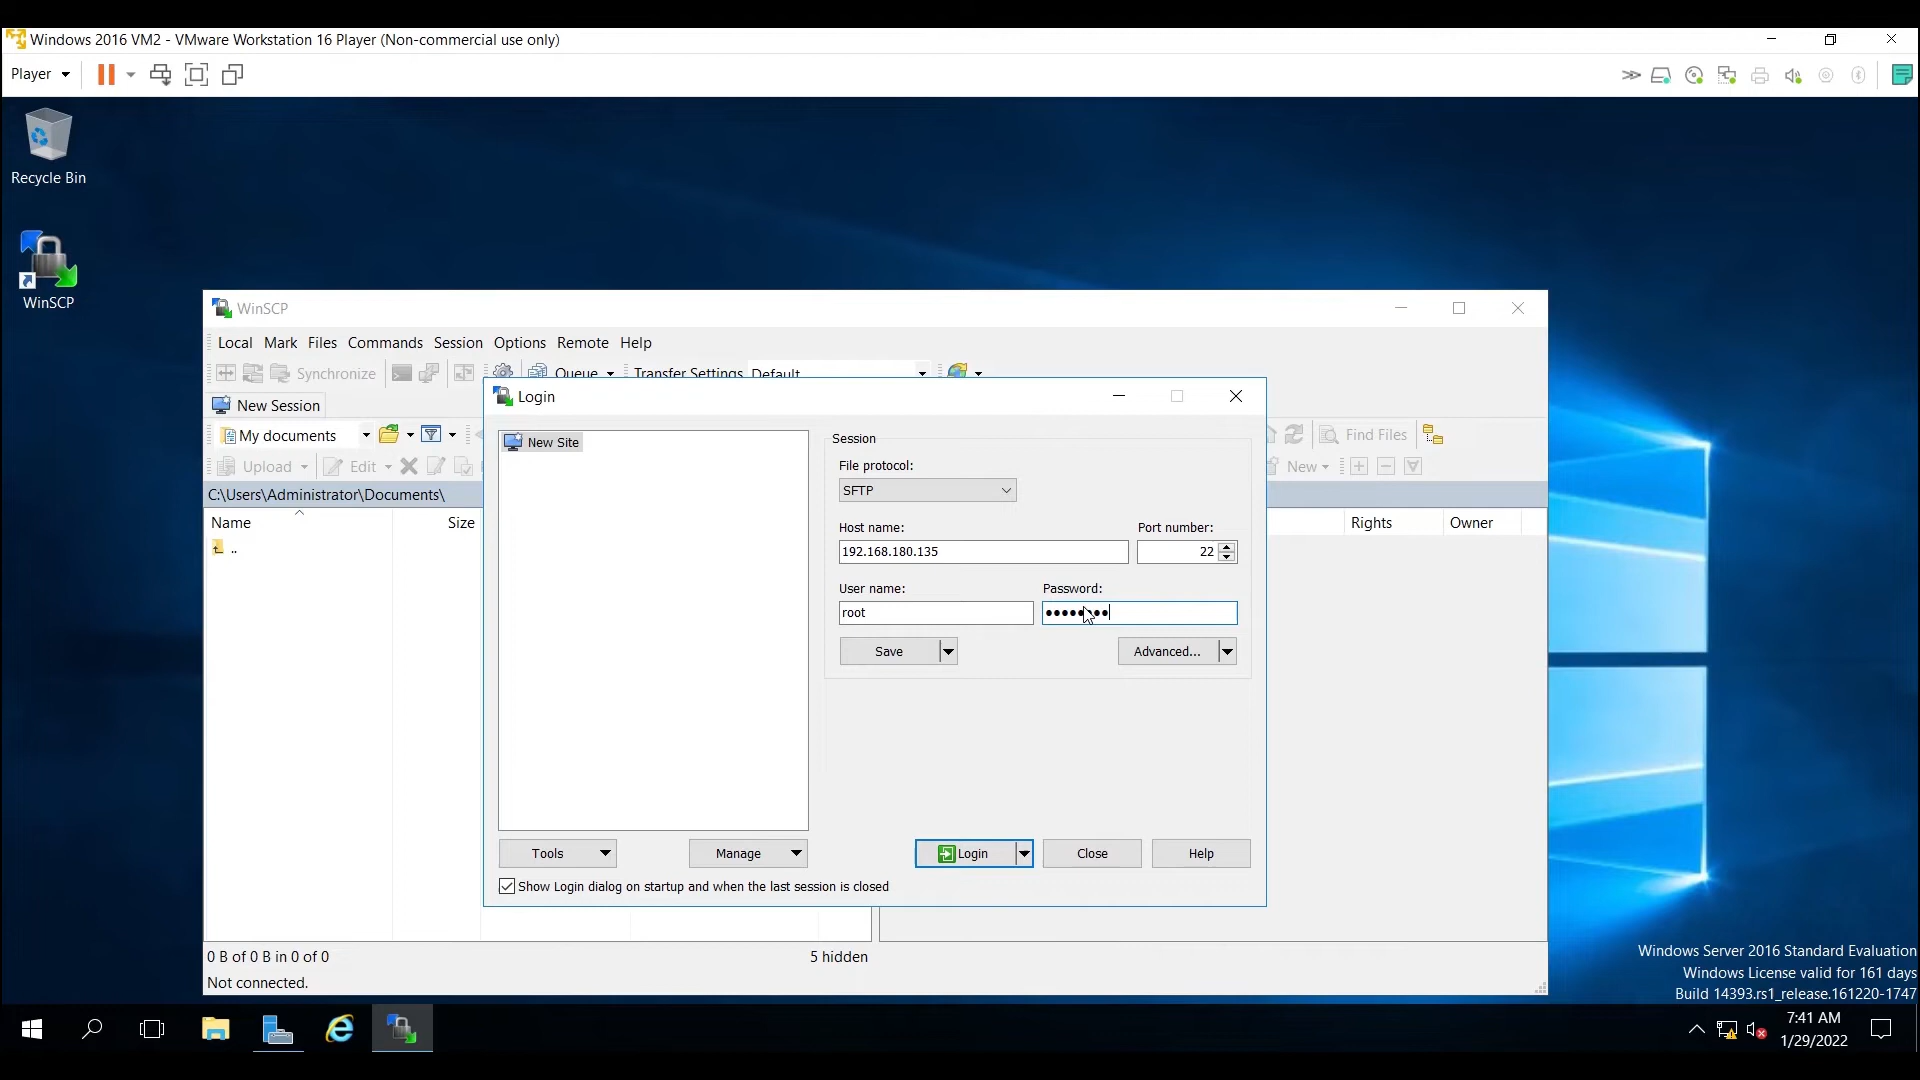 Windows 2016 VM2 - VMware Workstation 16 Player (Non-commercial use only)
Player
Recycle Bin
WinSCP
WinSCP
Local Mark Files Commands Session Options Remote Help
Synchronize Queue Transfer Settings Default
New Session
My documents
Find Files
Upload Edit
New
C:\Users\Administrator\Documents\
Name Size
Rights Owner
..
Login
New Site
Session
File protocol:
SFTP
Host name: Port number:
192.168.180.135 22
User name: Password:
root ●●●●●●●●
Save Advanced...
Tools Manage Login Close Help
Show Login dialog on startup and when the last session is closed
0 B of 0 B in 0 of 0 5 hidden
Not connected.
Windows Server 2016 Standard Evaluation
Windows License valid for 161 days
Build 14393.rs1_release.161220-1747
7:41 AM
1/29/2022